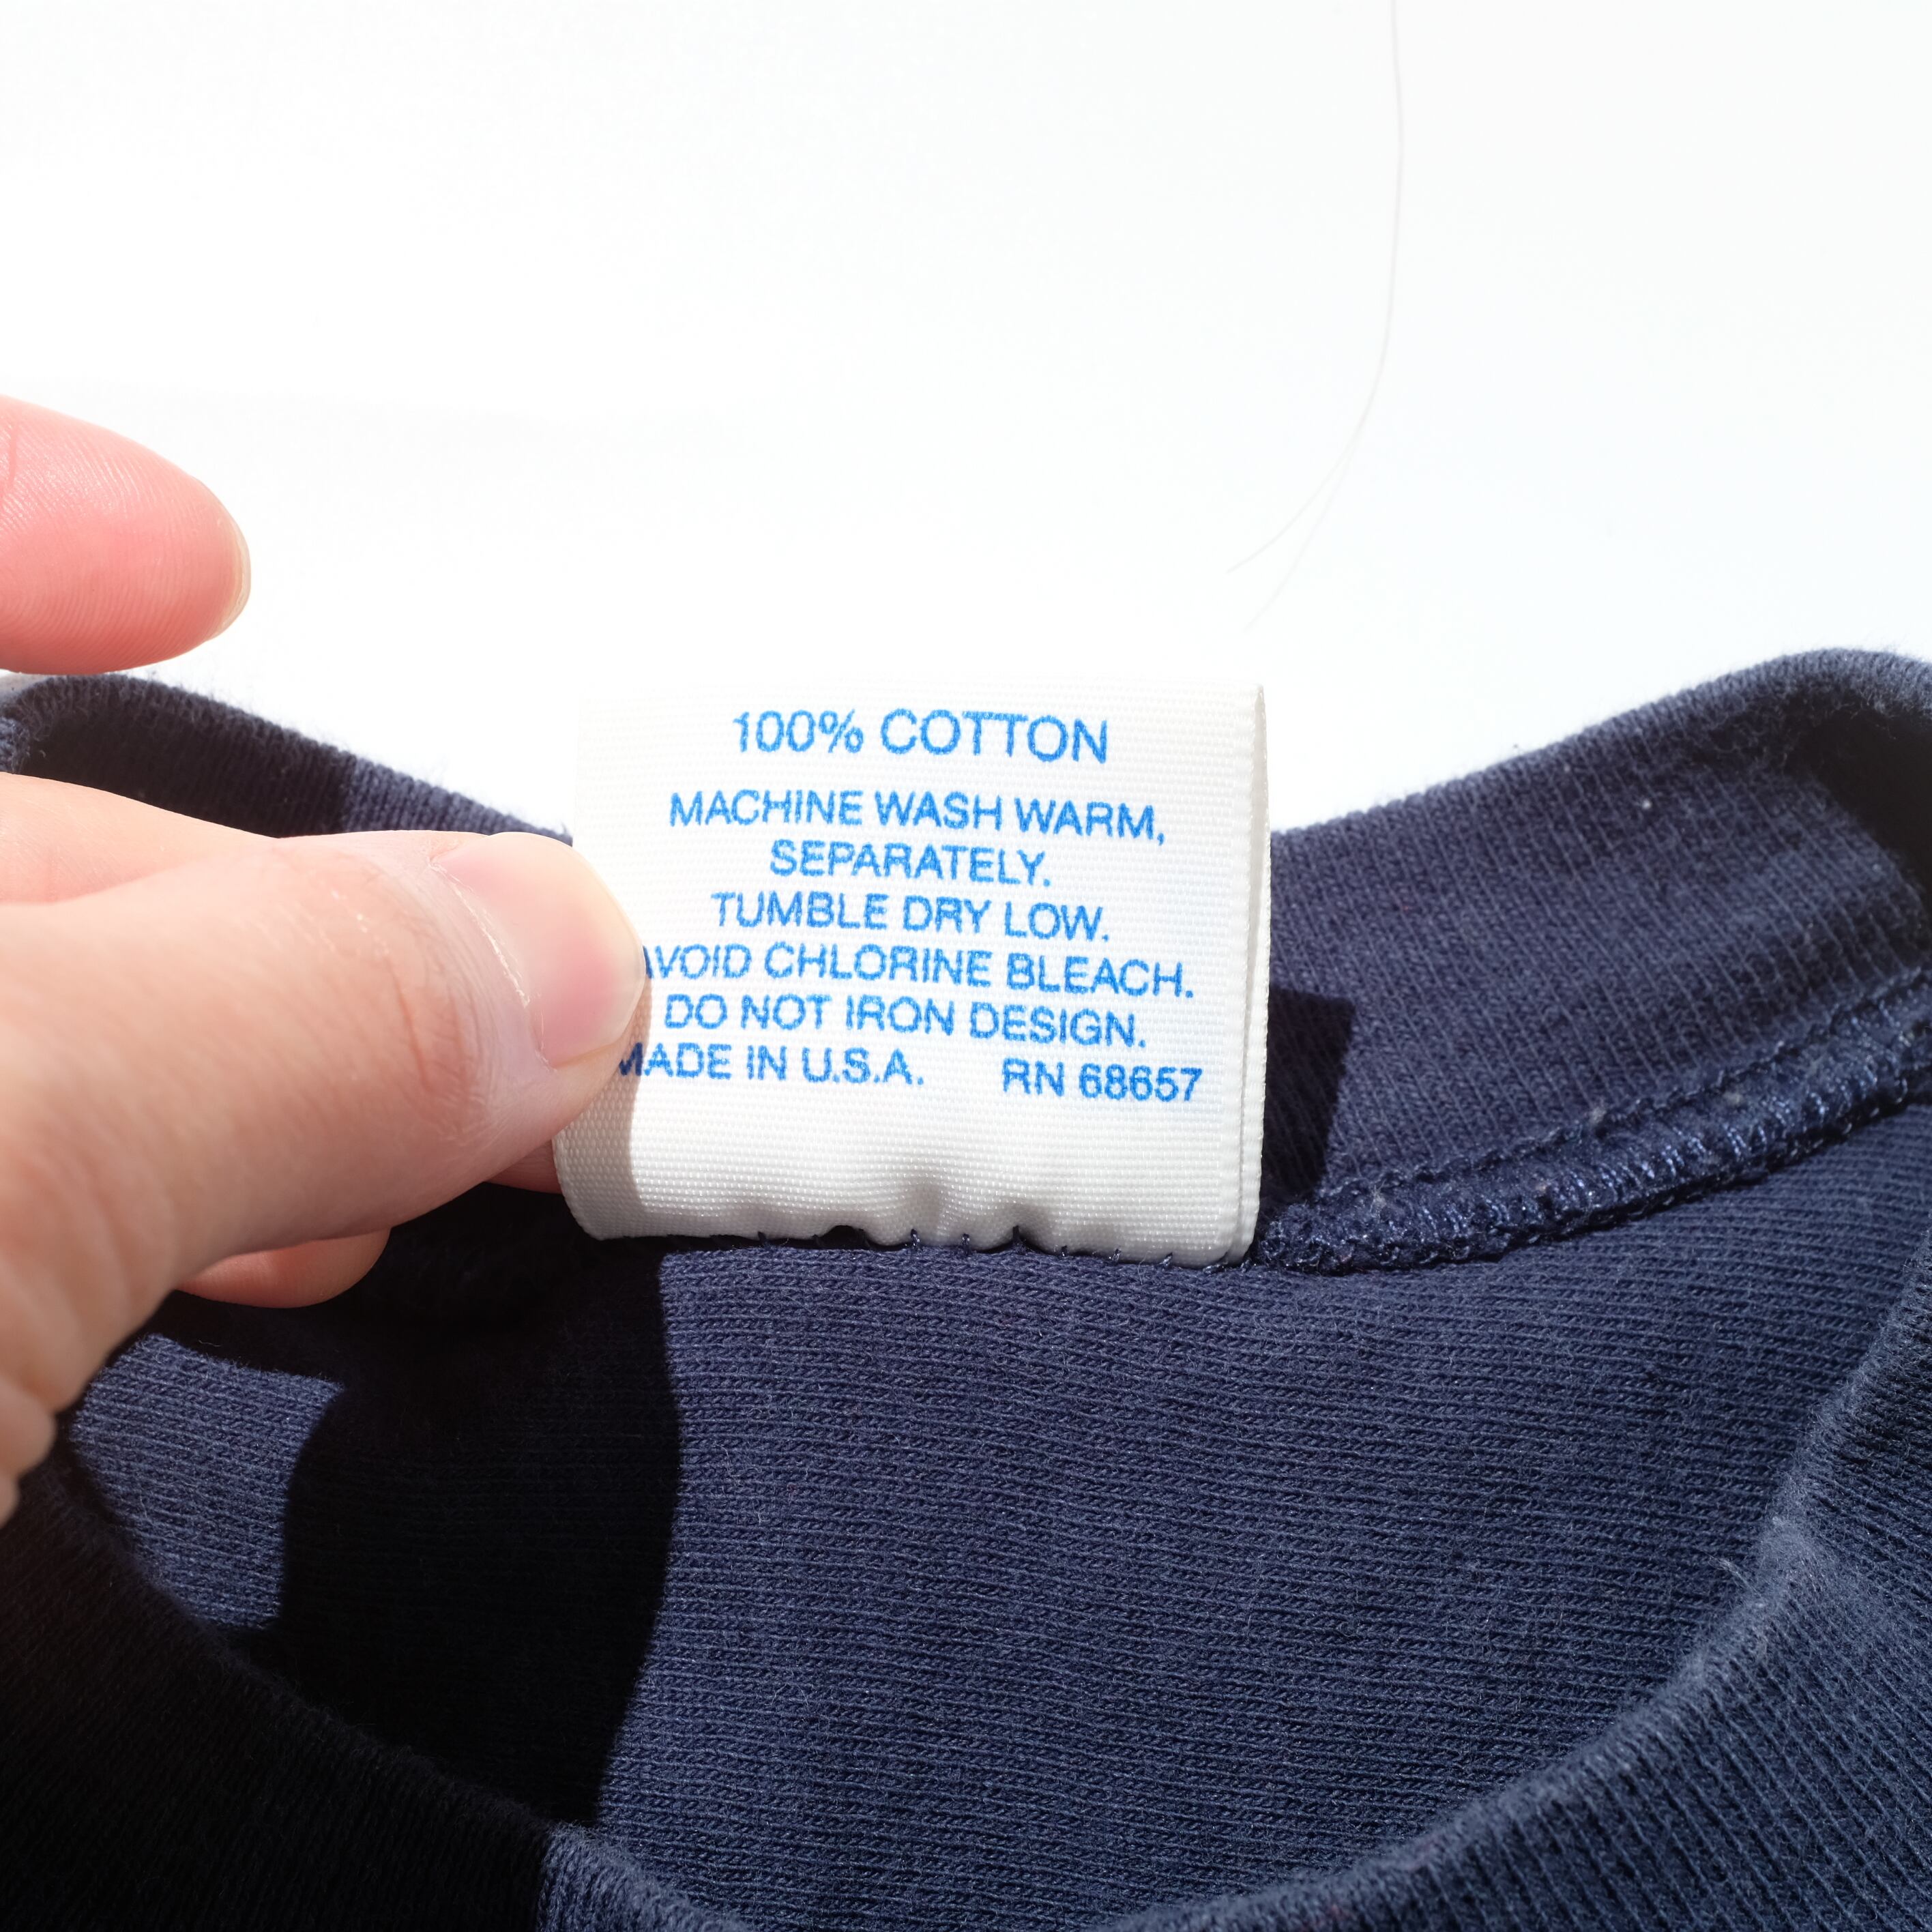 100% COTTON
MACHINE WASH WARM,
SEPARATELY.
TUMBLE DRY LOW.
AVOID CHLORINE BLEACH.
DO NOT IRON DESIGN.
MADE IN U.S.A. RN 68657